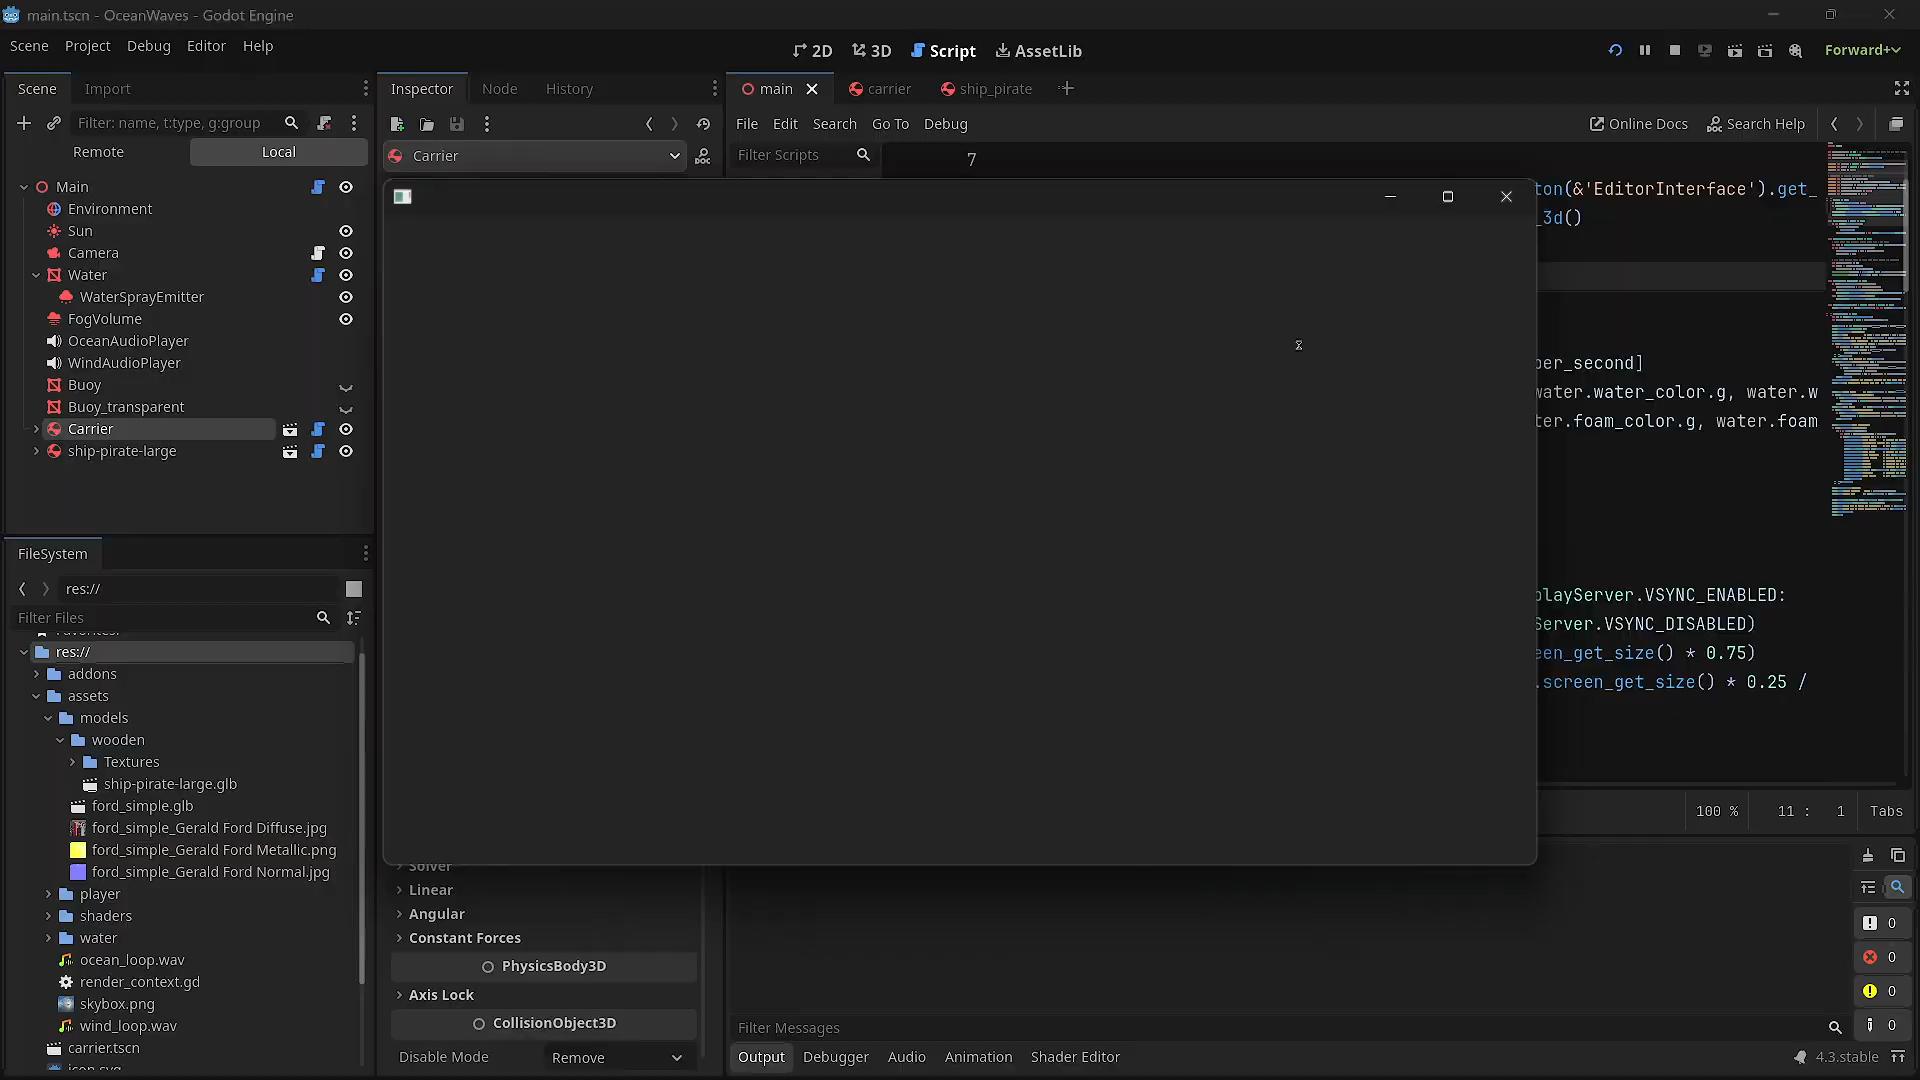 main.tscn - OceanWaves - Godot Engine
Scene Project Debug Editor Help
2D 3D Script AssetLib
Forward+
Scene Import
Inspector Node History
main carrier ship_pirate
Filter: name, t:type, g:group
File Edit Search Go To Debug
Online Docs Search Help
Remote Local
Carrier
Filter Scripts
7
Main
Environment
Sun
Camera
Water
WaterSprayEmitter
FogVolume
OceanAudioPlayer
WindAudioPlayer
Buoy
Buoy_transparent
Carrier
ship-pirate-large
ton(&'EditorInterface').get_
_3d()
per_second]
water.water_color.g, water.w
ter.foam_color.g, water.foam
playServer.VSYNC_ENABLED:
Server.VSYNC_DISABLED)
een_get_size() * 0.75)
.screen_get_size() * 0.25 /
100 % 11 : 1 Tabs
FileSystem
res://
Filter Files
Favorites:
res://
addons
assets
models
wooden
Textures
ship-pirate-large.glb
ford_simple.glb
ford_simple_Gerald Ford Diffuse.jpg
ford_simple_Gerald Ford Metallic.png
ford_simple_Gerald Ford Normal.jpg
player
shaders
water
ocean_loop.wav
render_context.gd
skybox.png
wind_loop.wav
carrier.tscn
icon.svg
Solver
Linear
Angular
Constant Forces
PhysicsBody3D
Axis Lock
CollisionObject3D
Disable Mode Remove
0
0
0
0
Filter Messages
Output Debugger Audio Animation Shader Editor
4.3.stable